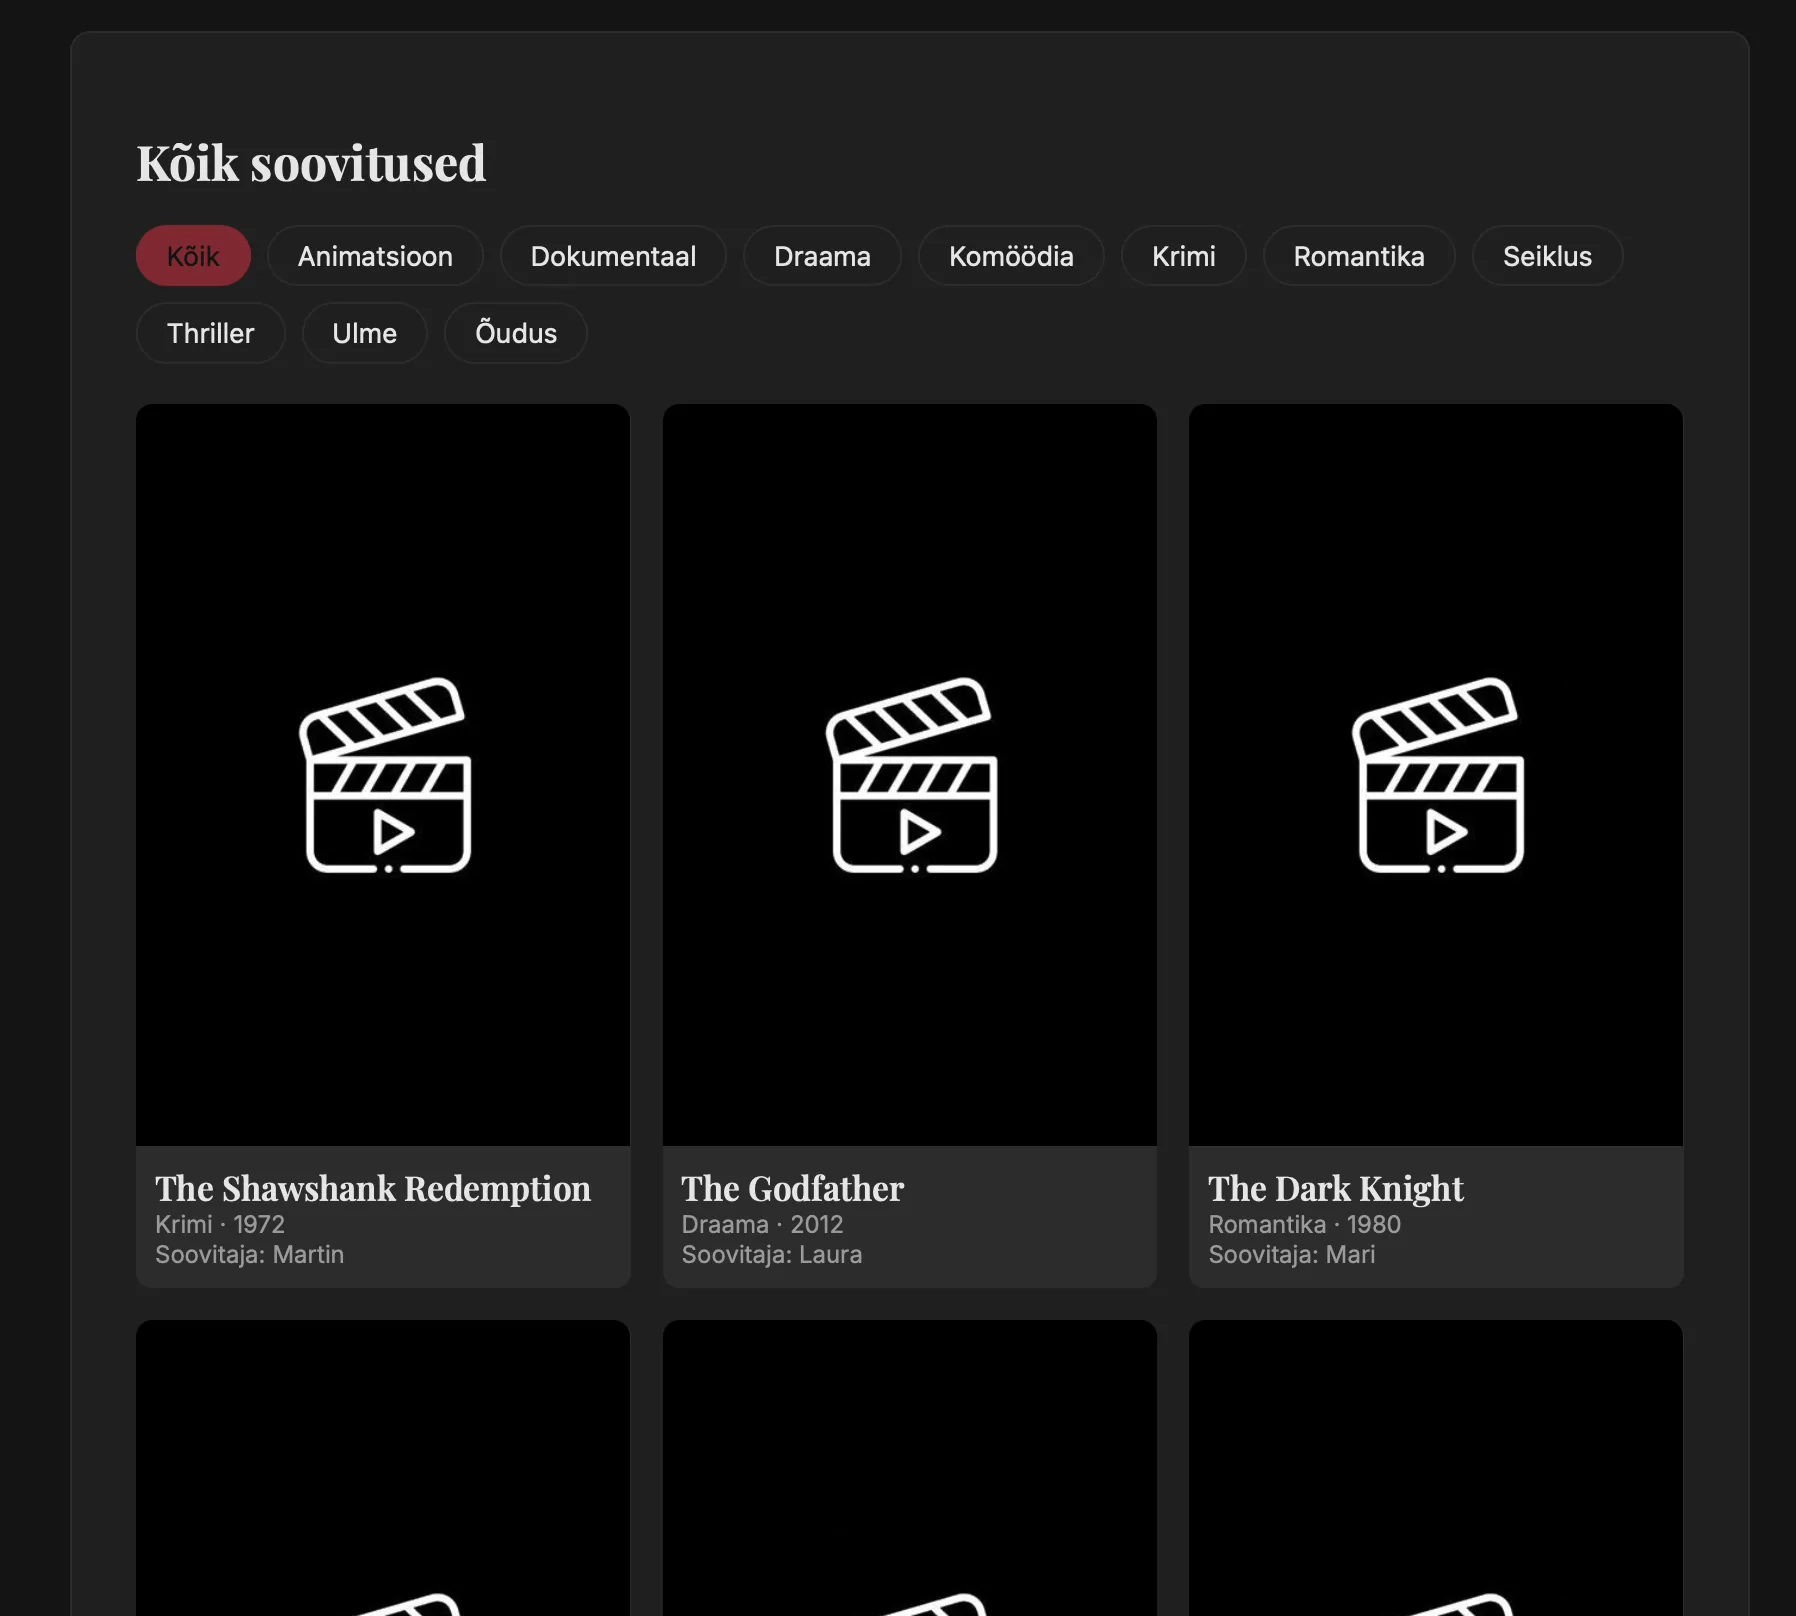 Kõik soovitused
Kõik Animatsioon Dokumentaal Draama Komöödia Krimi Romantika Seiklus
Thriller Ulme Õudus
The Shawshank Redemption
Krimi · 1972
Soovitaja: Martin
The Godfather
Draama · 2012
Soovitaja: Laura
The Dark Knight
Romantika · 1980
Soovitaja: Mari